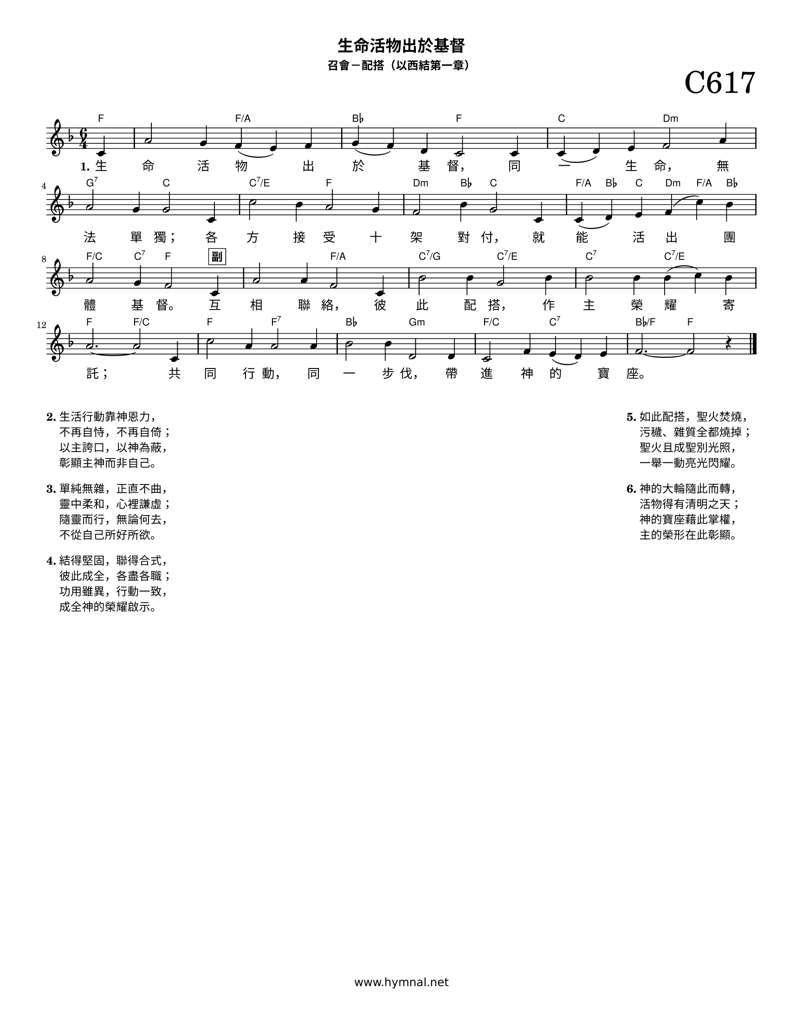 生命活物出於基督
召會－配搭（以西結第一章）
C617
F F/A B♭ F C Dm
1. 生 命 活 物 出 於 基 督， 同 一 生 命， 無
4 G7 C C7/E F Dm B♭ C F/A B♭ C Dm F/A B♭
法 單 獨； 各 方 接 受 十 架 對 付， 就 能 活 出 團
8 F/C C7 F 副 F/A C7/G C7/E C7 C7/E
體 基 督。 互 相 聯 絡， 彼 此 配 搭， 作 主 榮 耀 寄
12 F F/C F F7 B♭ Gm F/C C7 B♭/F F
託； 共 同 行 動， 同 一 步 伐， 帶 進 神 的 寶 座。
2. 生活行動靠神恩力，
不再自恃，不再自倚；
以主誇口，以神為蔽，
彰顯主神而非自己。
3. 單純無雜，正直不曲，
靈中柔和，心裡謙虛；
隨靈而行，無論何去，
不從自己所好所欲。
4. 結得堅固，聯得合式，
彼此成全，各盡各職；
功用雖異，行動一致，
成全神的榮耀啟示。
5. 如此配搭，聖火焚燒，
污穢、雜質全都燒掉；
聖火且成聖別光照，
一舉一動亮光閃耀。
6. 神的大輪隨此而轉，
活物得有清明之天；
神的寶座藉此掌權，
主的榮形在此彰顯。
www.hymnal.net